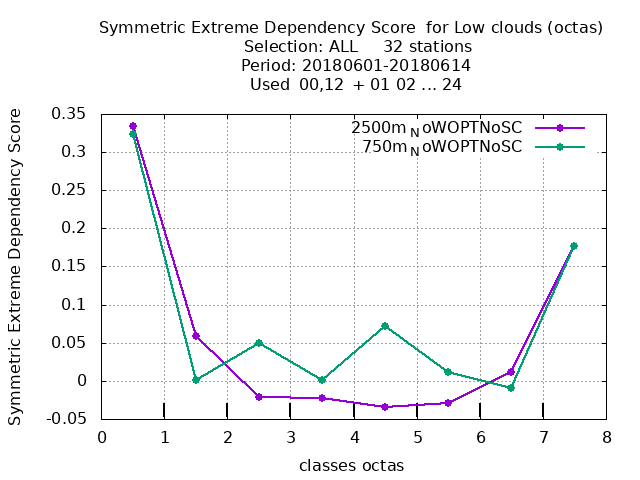 Symmetric Extreme Dependency Score  for Low clouds (octas)
Selection: ALL     32 stations
Period: 20180601-20180614
Used  00,12  + 01 02 ... 24
Symmetric Extreme Dependency Score
2500m NoWOPTNoSC
750m NoWOPTNoSC
0.35
0.3
0.25
0.2
0.15
0.1
0.05
0
-0.05
0 1 2 3 4 5 6 7 8
classes octas